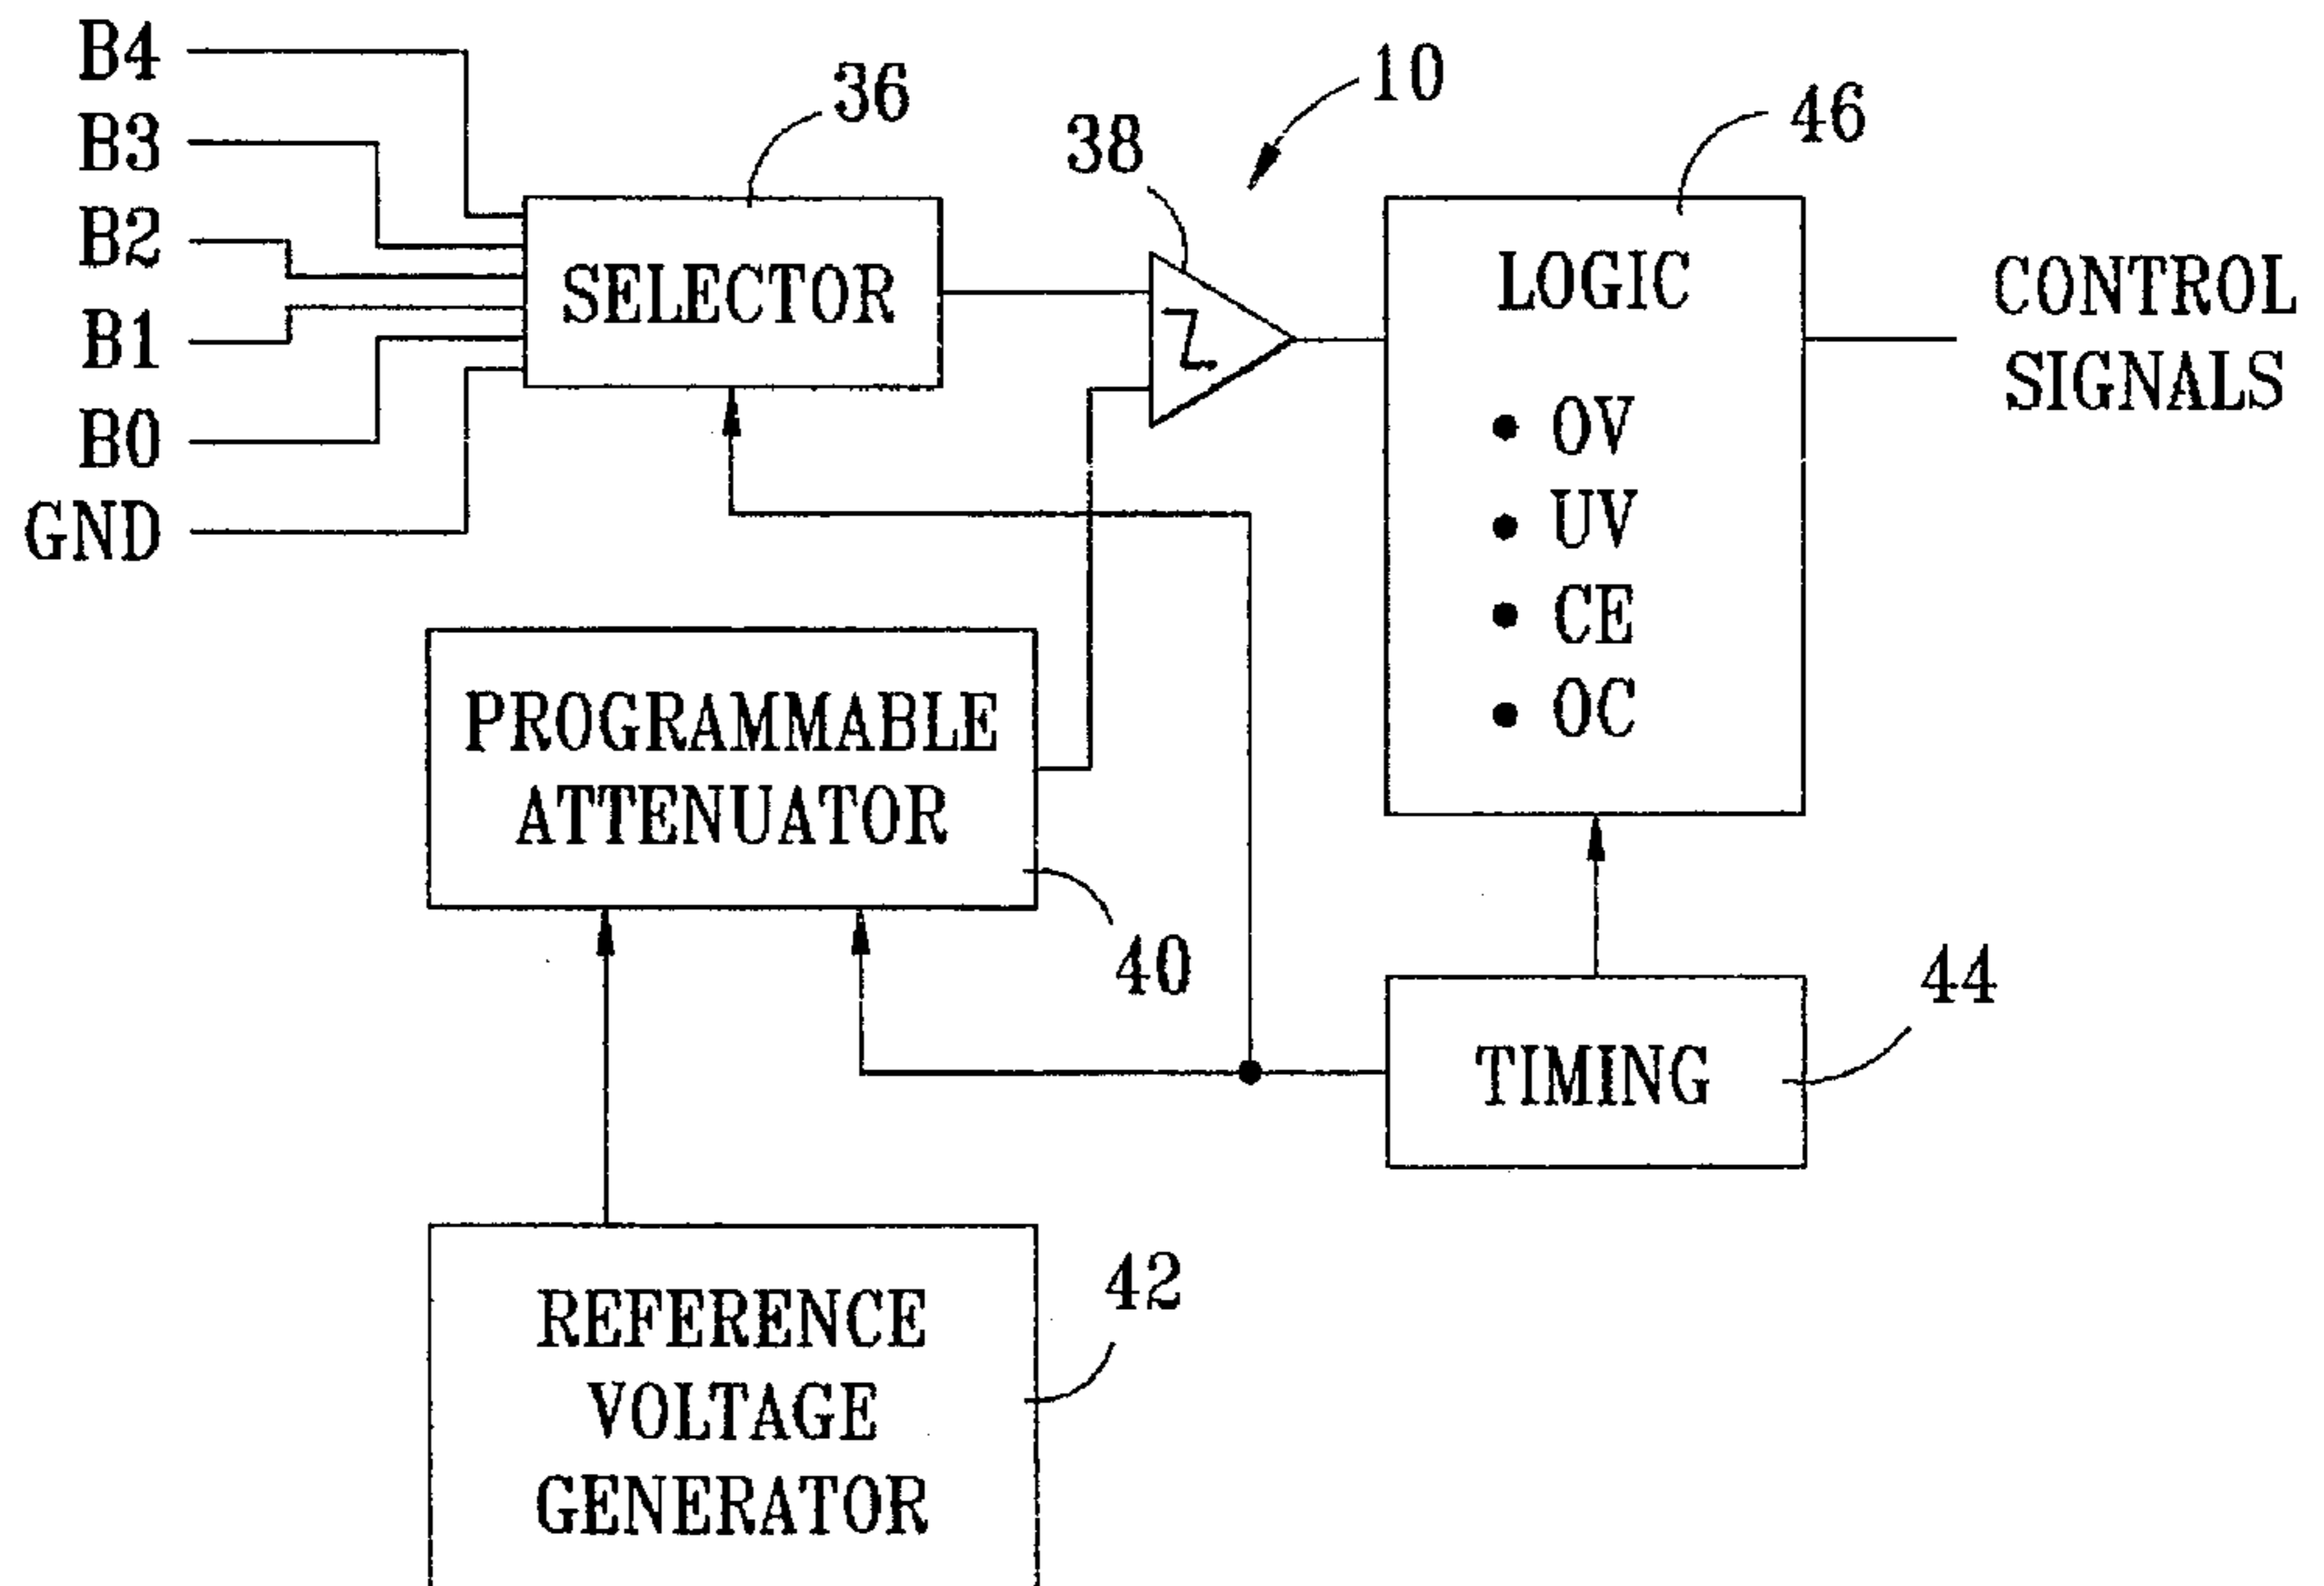 B4
B3
B2
B1
B0
GND
36
SELECTOR
38
10
46
LOGIC
• OV
• UV
• CE
• OC
CONTROL
SIGNALS
PROGRAMMABLE
ATTENUATOR
40
TIMING
44
REFERENCE
VOLTAGE
GENERATOR
42